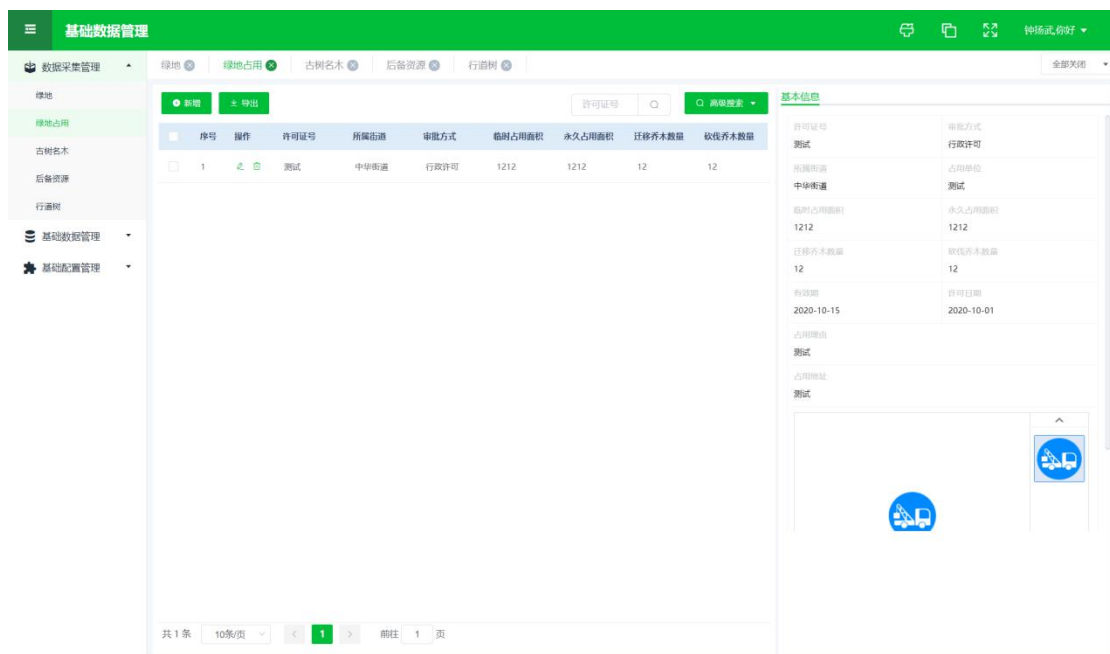 基础数据管理
钟扬武,你好
数据采集管理
绿地
绿地占用
古树名木
后备资源
行道树
基础数据管理
基础配置管理
绿地 绿地占用 古树名木 后备资源 行道树 全部关闭
新增 导出 许可证号 高级搜索
序号 操作 许可证号 所属街道 审批方式 临时占用面积 永久占用面积 迁移乔木数量 砍伐乔木数量
1 测试 中华街道 行政许可 1212 1212 12 12
共 1 条 10条/页 1 前往 1 页
基本信息
许可证号 审批方式
测试 行政许可
所属街道 占用单位
中华街道 测试
临时占用面积 永久占用面积
1212 1212
迁移乔木数量 砍伐乔木数量
12 12
有效期 许可日期
2020-10-15 2020-10-01
占用理由
测试
占用地址
测试